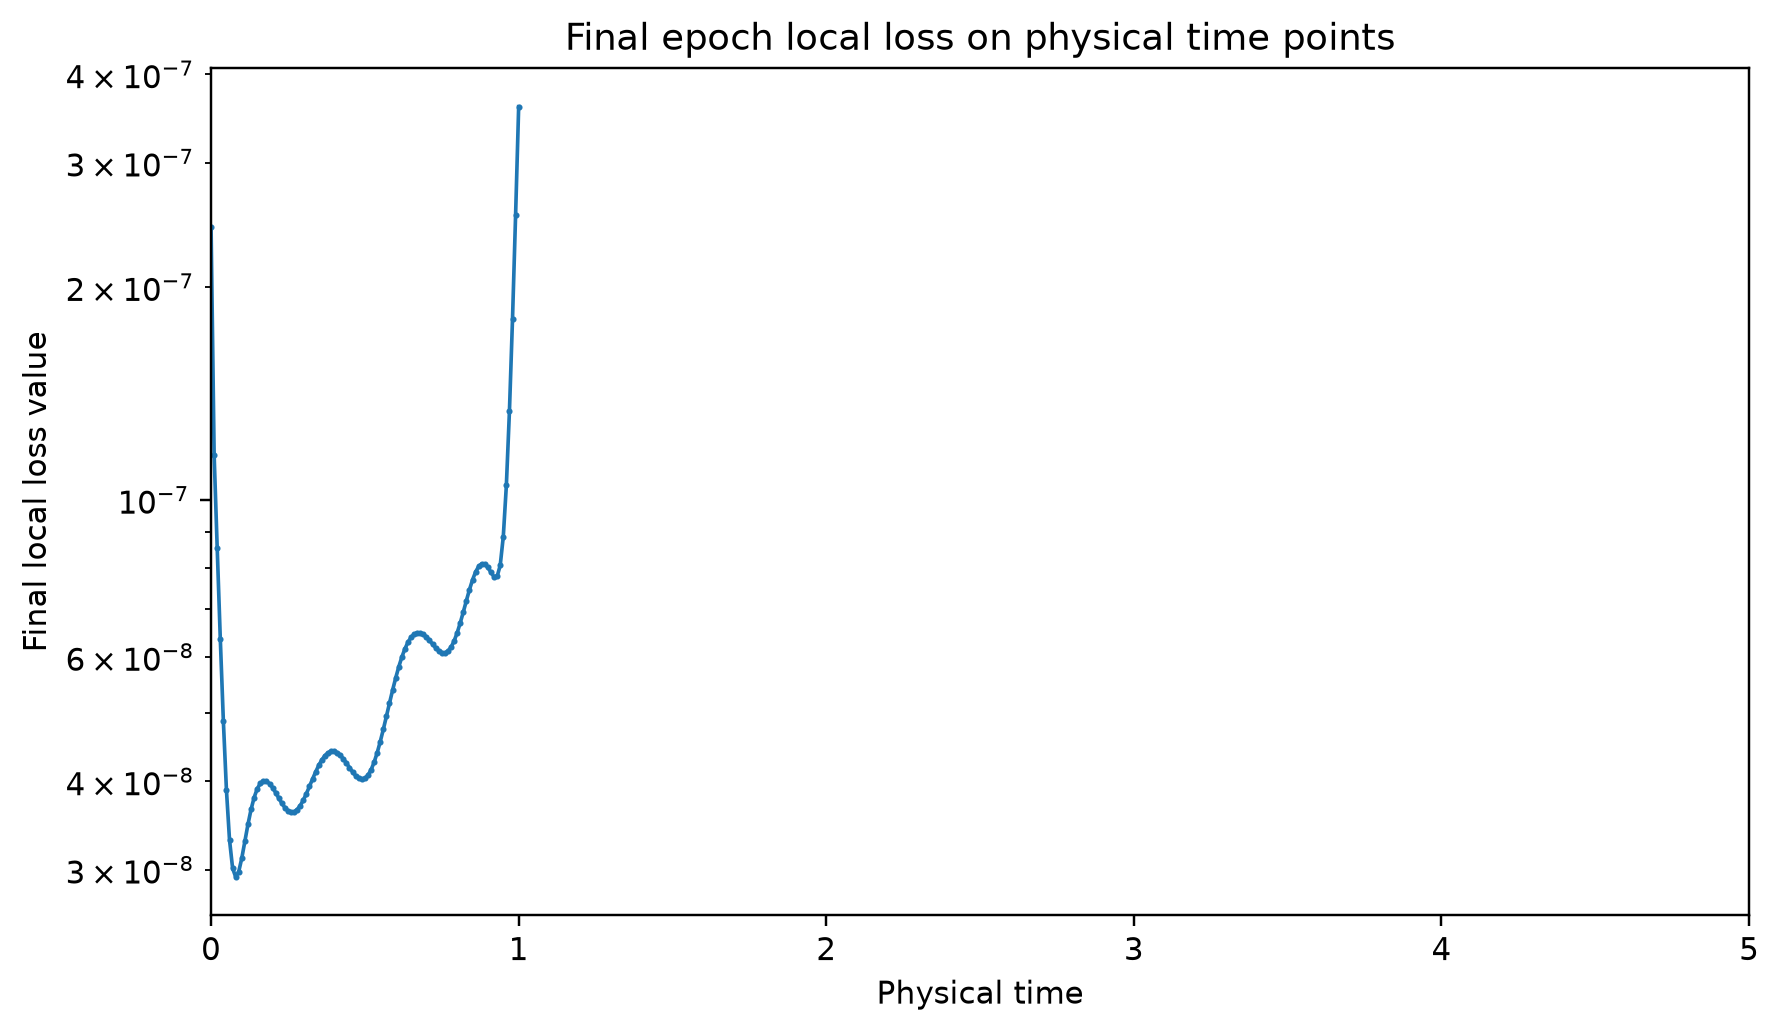 Final epoch local loss on physical time points
Final local loss value
4 × 10⁻⁷
3 × 10⁻⁷
2 × 10⁻⁷
10⁻⁷
6 × 10⁻⁸
4 × 10⁻⁸
3 × 10⁻⁸
0 1 2 3 4 5
Physical time